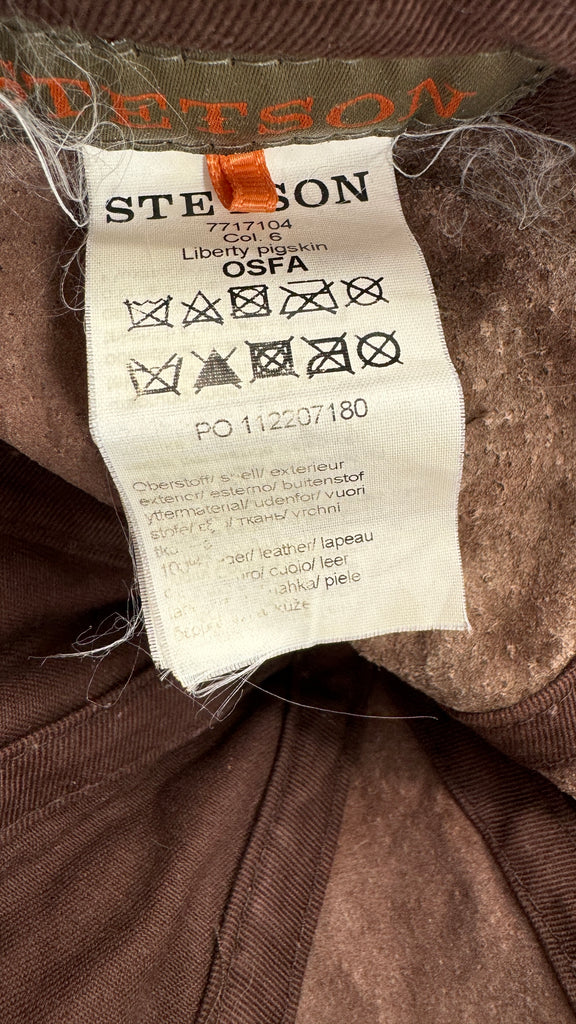 STETSON
STETSON
7717104
Col. 6
Liberty pigskin
OSFA
PO 112207180
Oberstoff/ shell/ exterieur
exterior/ esterno/ buitenstof
yttermaterial/ udenfor/ vuori
ткань/ vrchni
leather/ lapeau
cuoio/ leer
piele
kůže